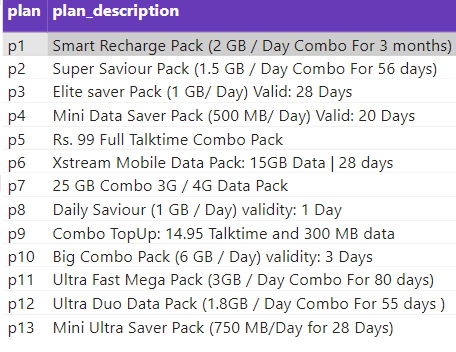 plan plan_description
p1 Smart Recharge Pack (2 GB / Day Combo For 3 months)
p2 Super Saviour Pack (1.5 GB / Day Combo For 56 days)
p3 Elite saver Pack (1 GB/ Day) Valid: 28 Days
p4 Mini Data Saver Pack (500 MB/ Day) Valid: 20 Days
p5 Rs. 99 Full Talktime Combo Pack
p6 Xstream Mobile Data Pack: 15GB Data | 28 days
p7 25 GB Combo 3G / 4G Data Pack
p8 Daily Saviour (1 GB / Day) validity: 1 Day
p9 Combo TopUp: 14.95 Talktime and 300 MB data
p10 Big Combo Pack (6 GB / Day) validity: 3 Days
p11 Ultra Fast Mega Pack (3GB / Day Combo For 80 days)
p12 Ultra Duo Data Pack (1.8GB / Day Combo For 55 days )
p13 Mini Ultra Saver Pack (750 MB/Day for 28 Days)